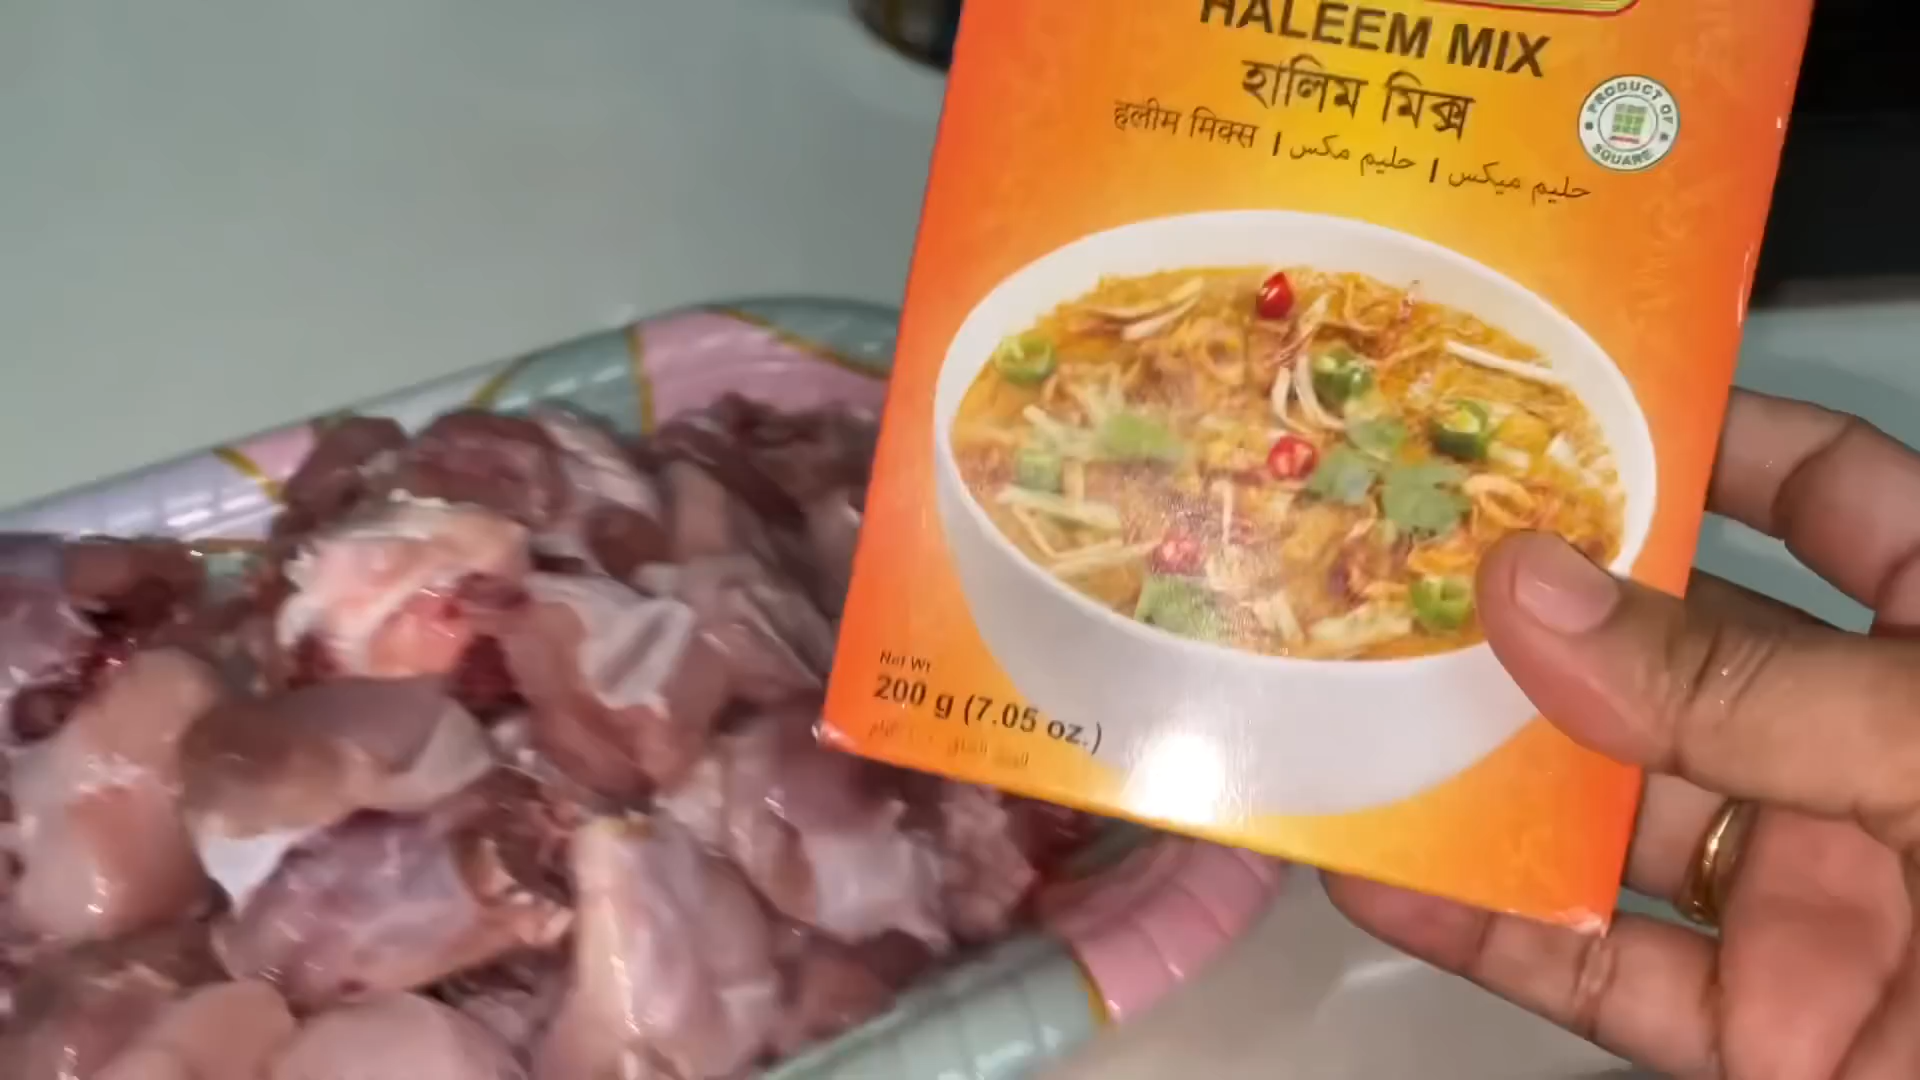 HALEEM MIX
হালিম মিক্স
हलीम मिक्स | حلیم مکس | حليم ميكس
PRODUCT OF
SQUARE
Net Wt.
200 g (7.05 oz.)